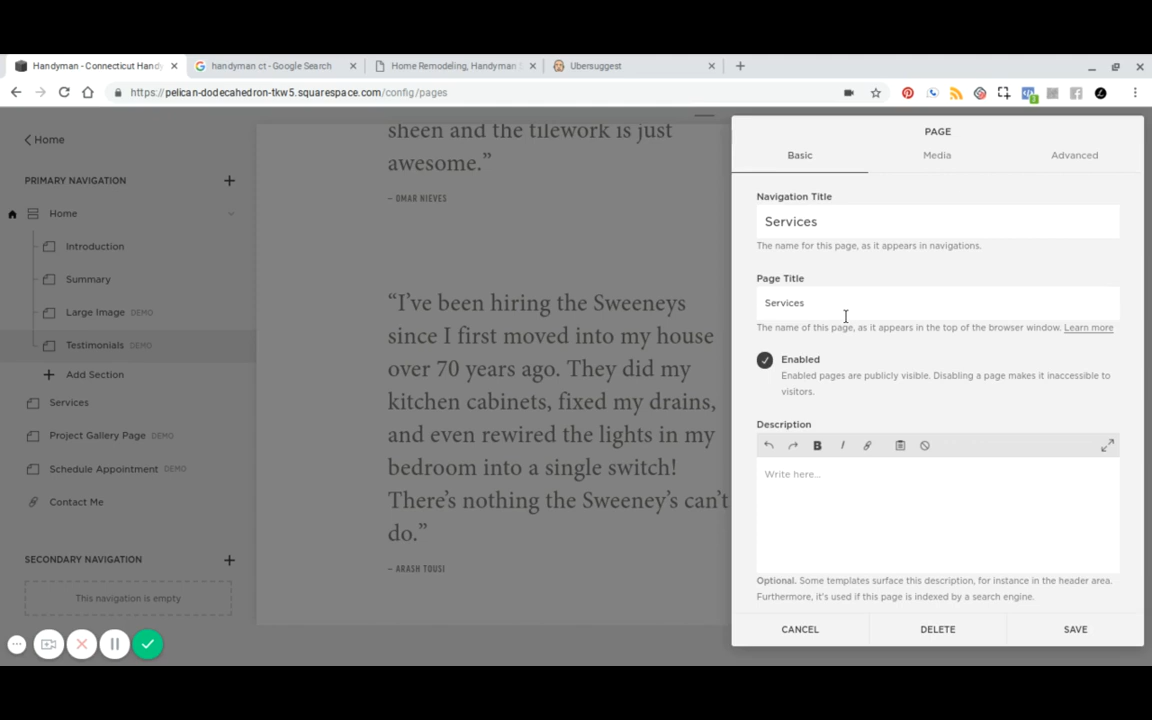 Handyman - Connecticut Handy
handyman ct - Google Search
Home Remodeling, Handyman S
Ubersuggest
https://pelican-dodecahedron-tkw5.squarespace.com/config/pages
Home
PRIMARY NAVIGATION
Home
Introduction
Summary
Large Image DEMO
Testimonials DEMO
Add Section
Services
Project Gallery Page DEMO
Schedule Appointment DEMO
Contact Me
SECONDARY NAVIGATION
This navigation is empty
sheen and the tilework is just
awesome.”
– OMAR NIEVES
“I’ve been hiring the Sweeneys
since I first moved into my house
over 70 years ago. They did my
kitchen cabinets, fixed my drains,
and even rewired the lights in my
bedroom into a single switch!
There’s nothing the Sweeney’s can’t
do.”
– ARASH TOUSI
PAGE
Basic Media Advanced
Navigation Title
Services
The name for this page, as it appears in navigations.
Page Title
Services
The name of this page, as it appears in the top of the browser window. Learn more
Enabled
Enabled pages are publicly visible. Disabling a page makes it inaccessible to
visitors.
Description
B I
Write here...
Optional. Some templates surface this description, for instance in the header area.
Furthermore, it's used if this page is indexed by a search engine.
CANCEL DELETE SAVE